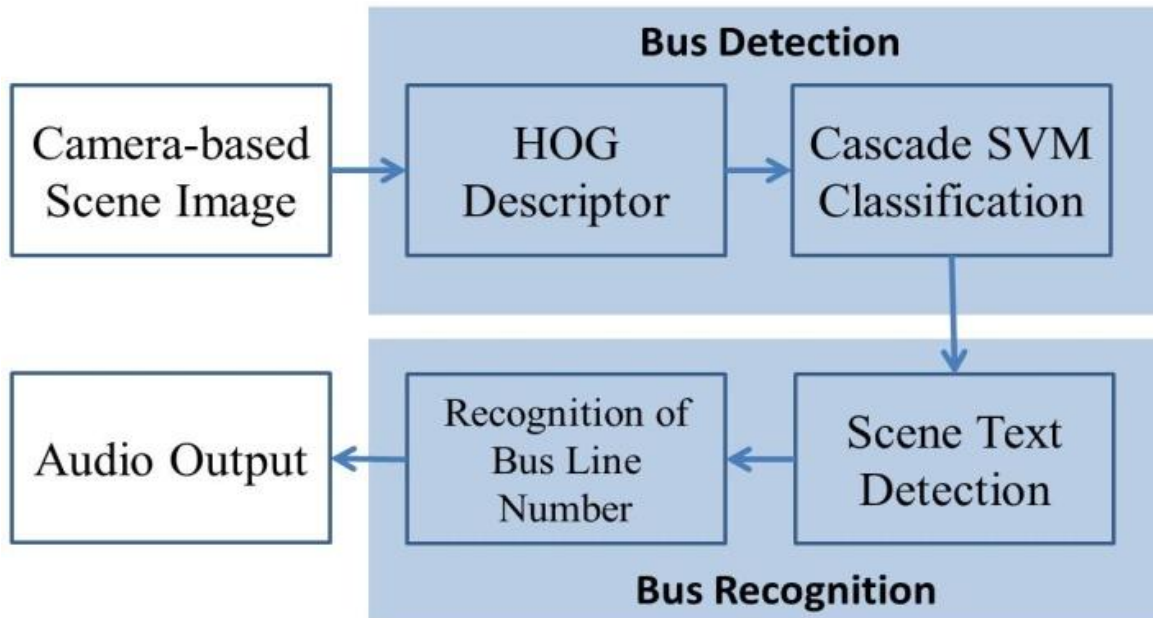 Bus Detection
Camera-based
Scene Image
HOG
Descriptor
Cascade SVM
Classification
Scene Text
Detection
Recognition of
Bus Line
Number
Audio Output
Bus Recognition